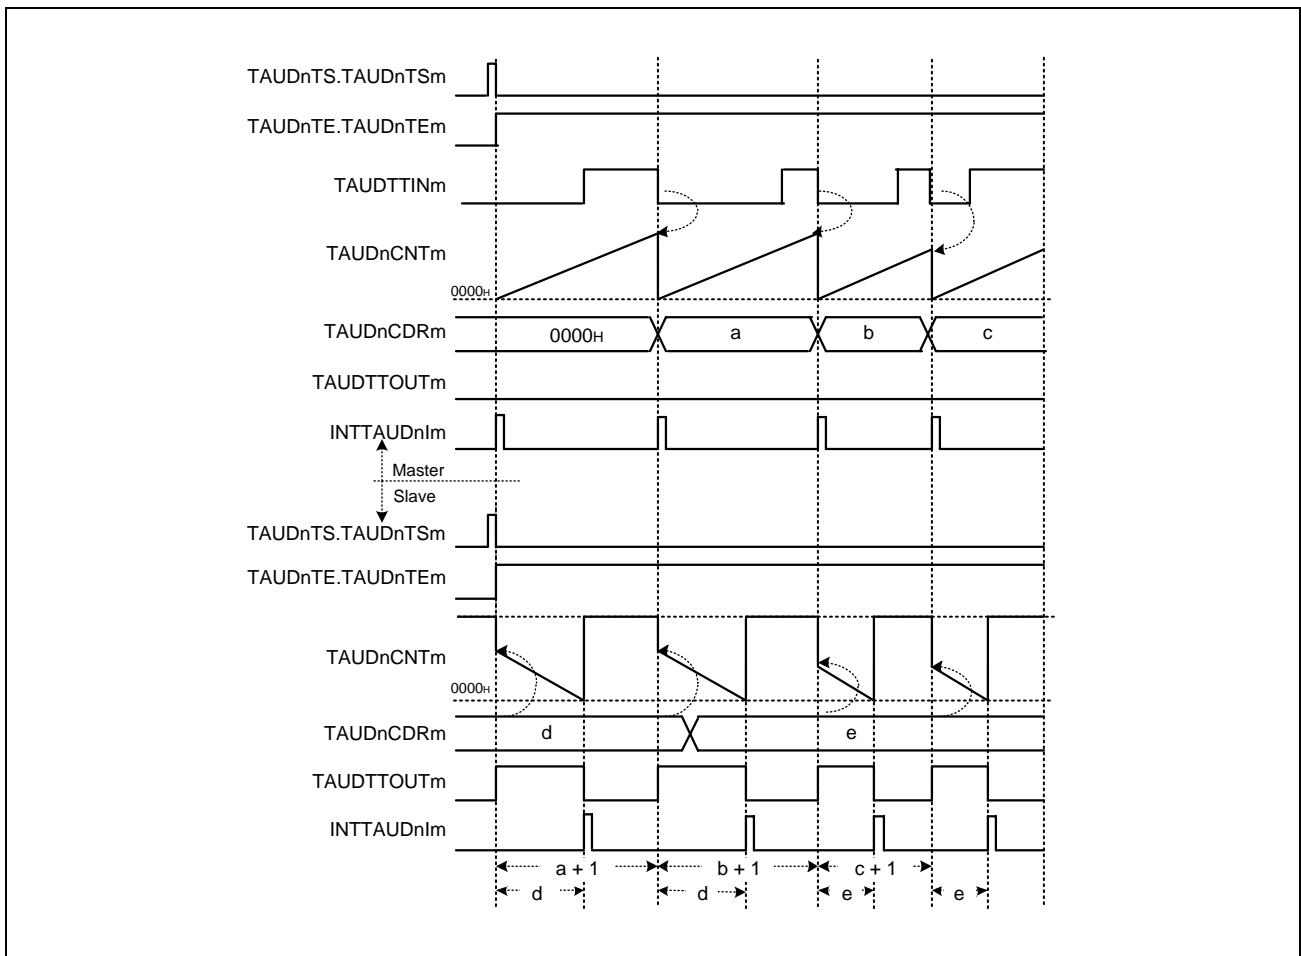 TAUDnTS.TAUDnTSm
TAUDnTE.TAUDnTEm
TAUDTTINm
TAUDnCNTm
0000H
TAUDnCDRm
0000H
a
b
c
TAUDTTOUTm
INTTAUDnIm
Master
Slave
TAUDnTS.TAUDnTSm
TAUDnTE.TAUDnTEm
TAUDnCNTm
0000H
TAUDnCDRm
d
e
TAUDTTOUTm
INTTAUDnIm
a + 1
b + 1
c + 1
d
d
e
e